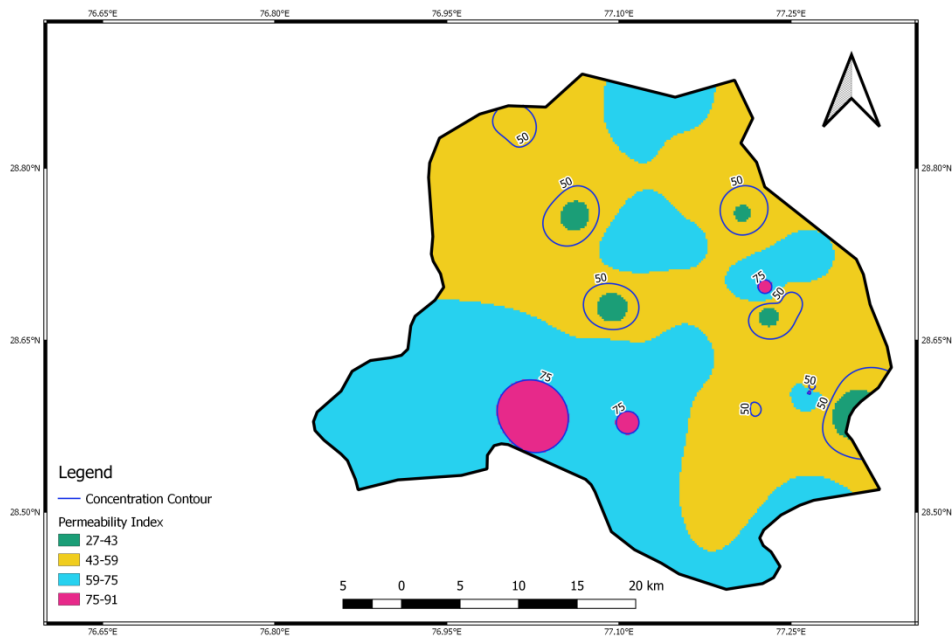 76.65°E 76.80°E 76.95°E 77.10°E 77.25°E
28.80°N 28.80°N
28.65°N 28.65°N
28.50°N 28.50°N
50
50
50
75
50
50
75
75
50
50
50
Legend
Concentration Contour
Permeability Index
27-43
43-59
59-75
75-91
5 0 5 10 15 20 km
76.65°E 76.80°E 76.95°E 77.10°E 77.25°E